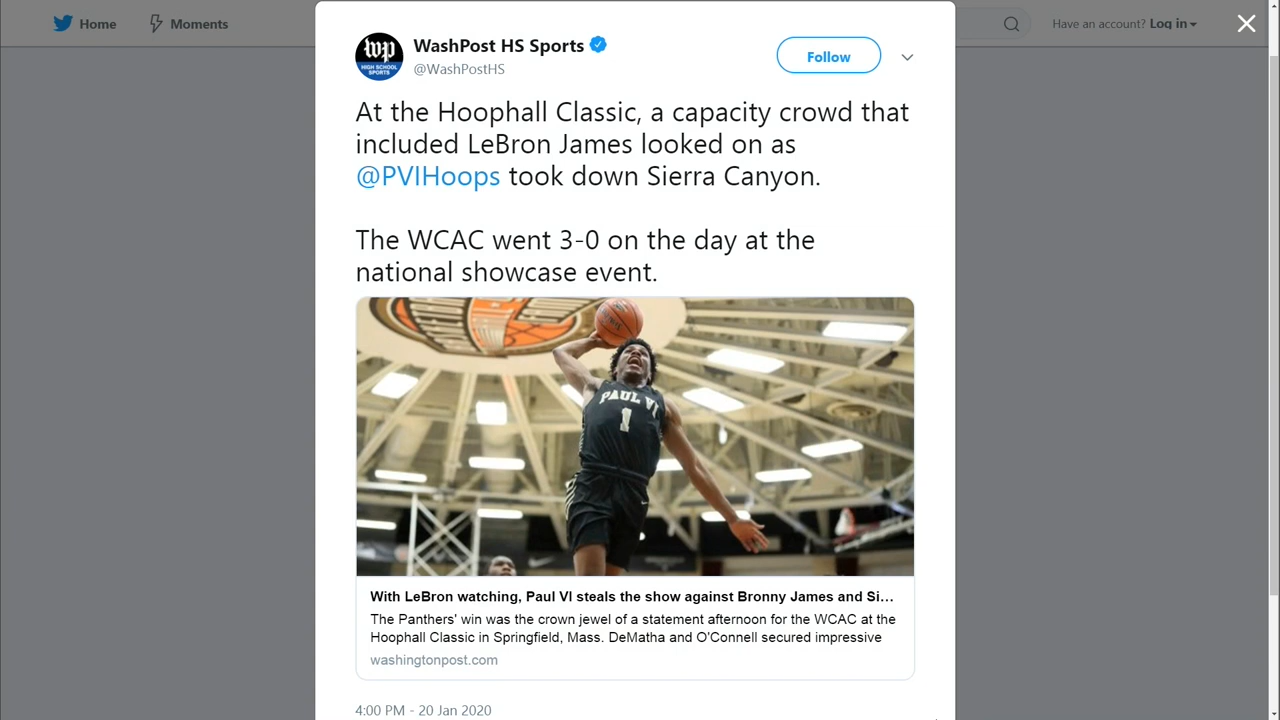 Home
Moments
Have an account? Log in
wp
HIGH SCHOOL
SPORTS
WashPost HS Sports
@WashPostHS
Follow
At the Hoophall Classic, a capacity crowd that
included LeBron James looked on as
@PVIHoops took down Sierra Canyon.
The WCAC went 3-0 on the day at the
national showcase event.
PAUL VI
1
With LeBron watching, Paul VI steals the show against Bronny James and Si...
The Panthers' win was the crown jewel of a statement afternoon for the WCAC at the
Hoophall Classic in Springfield, Mass. DeMatha and O'Connell secured impressive
washingtonpost.com
4:00 PM - 20 Jan 2020